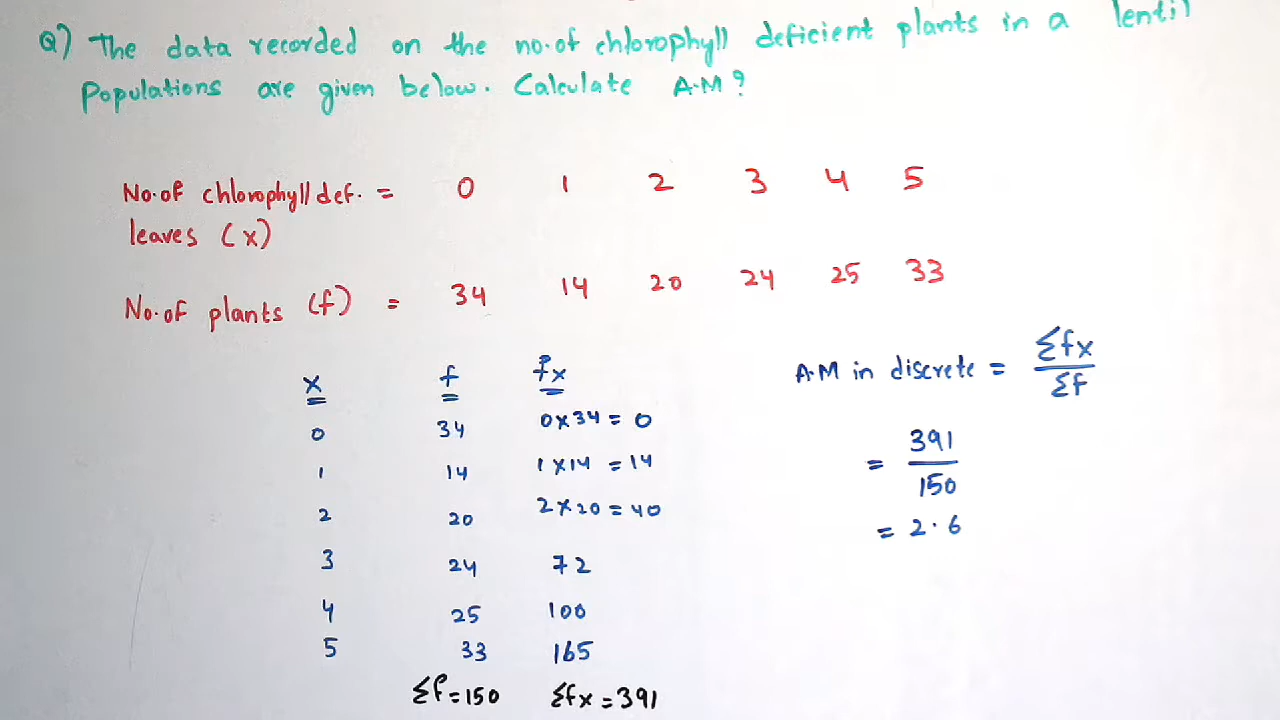 Q) The data recorded on the no.of chlorophyll deficient plants in a lentil
Populations are given below. Calculate A.M?
No.of chlorophyll def. = 0 1 2 3 4 5
leaves (x)
No.of plants (f) = 34 14 20 24 25 33
x f fx
0 34 0x34 = 0
1 14 1x14 = 14
2 20 2x20 = 40
3 24 72
4 25 100
5 33 165
Σf = 150 Σfx = 391
A.M in discrete = Σfx
Σf
= 391
150
= 2.6